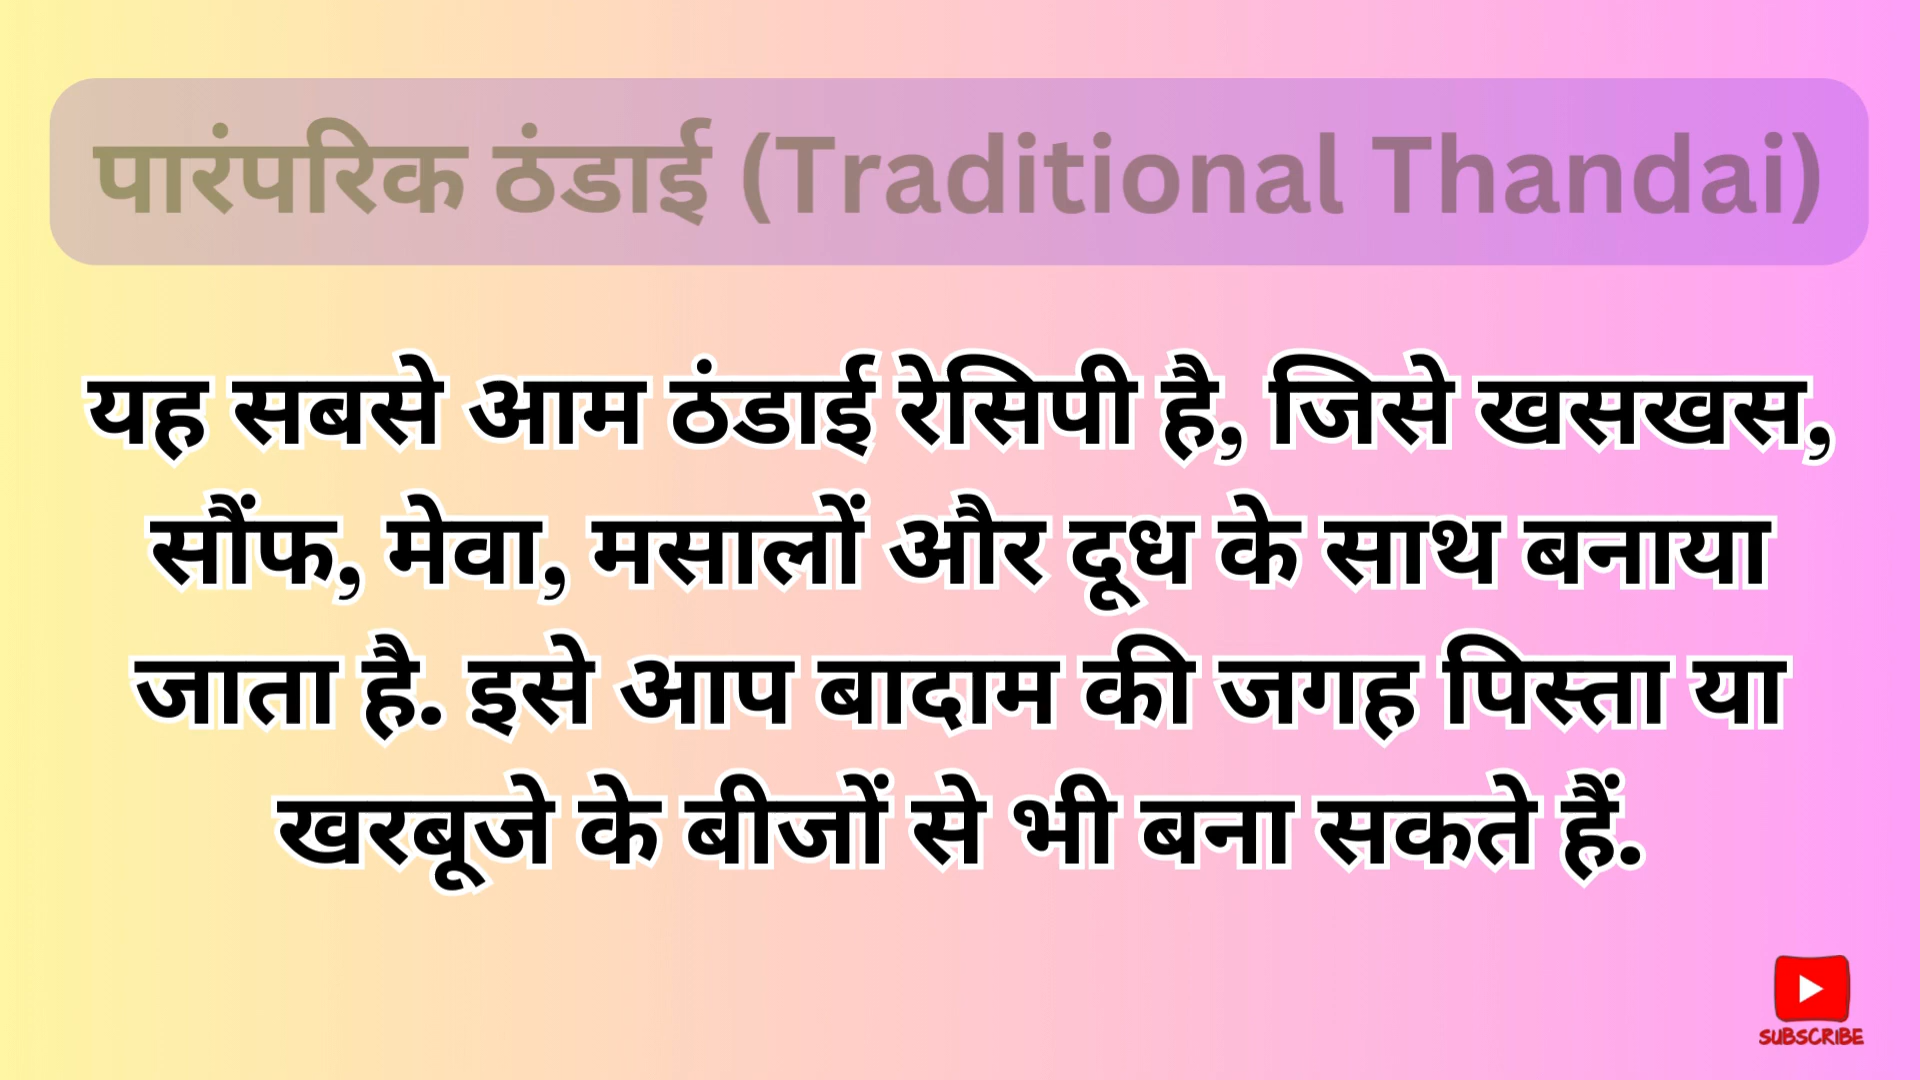 पारंपरिक ठंडाई (Traditional Thandai)
यह सबसे आम ठंडाई रेसिपी है, जिसे खसखस,
सौंफ, मेवा, मसालों और दूध के साथ बनाया
जाता है. इसे आप बादाम की जगह पिस्ता या
खरबूजे के बीजों से भी बना सकते हैं.
SUBSCRIBE